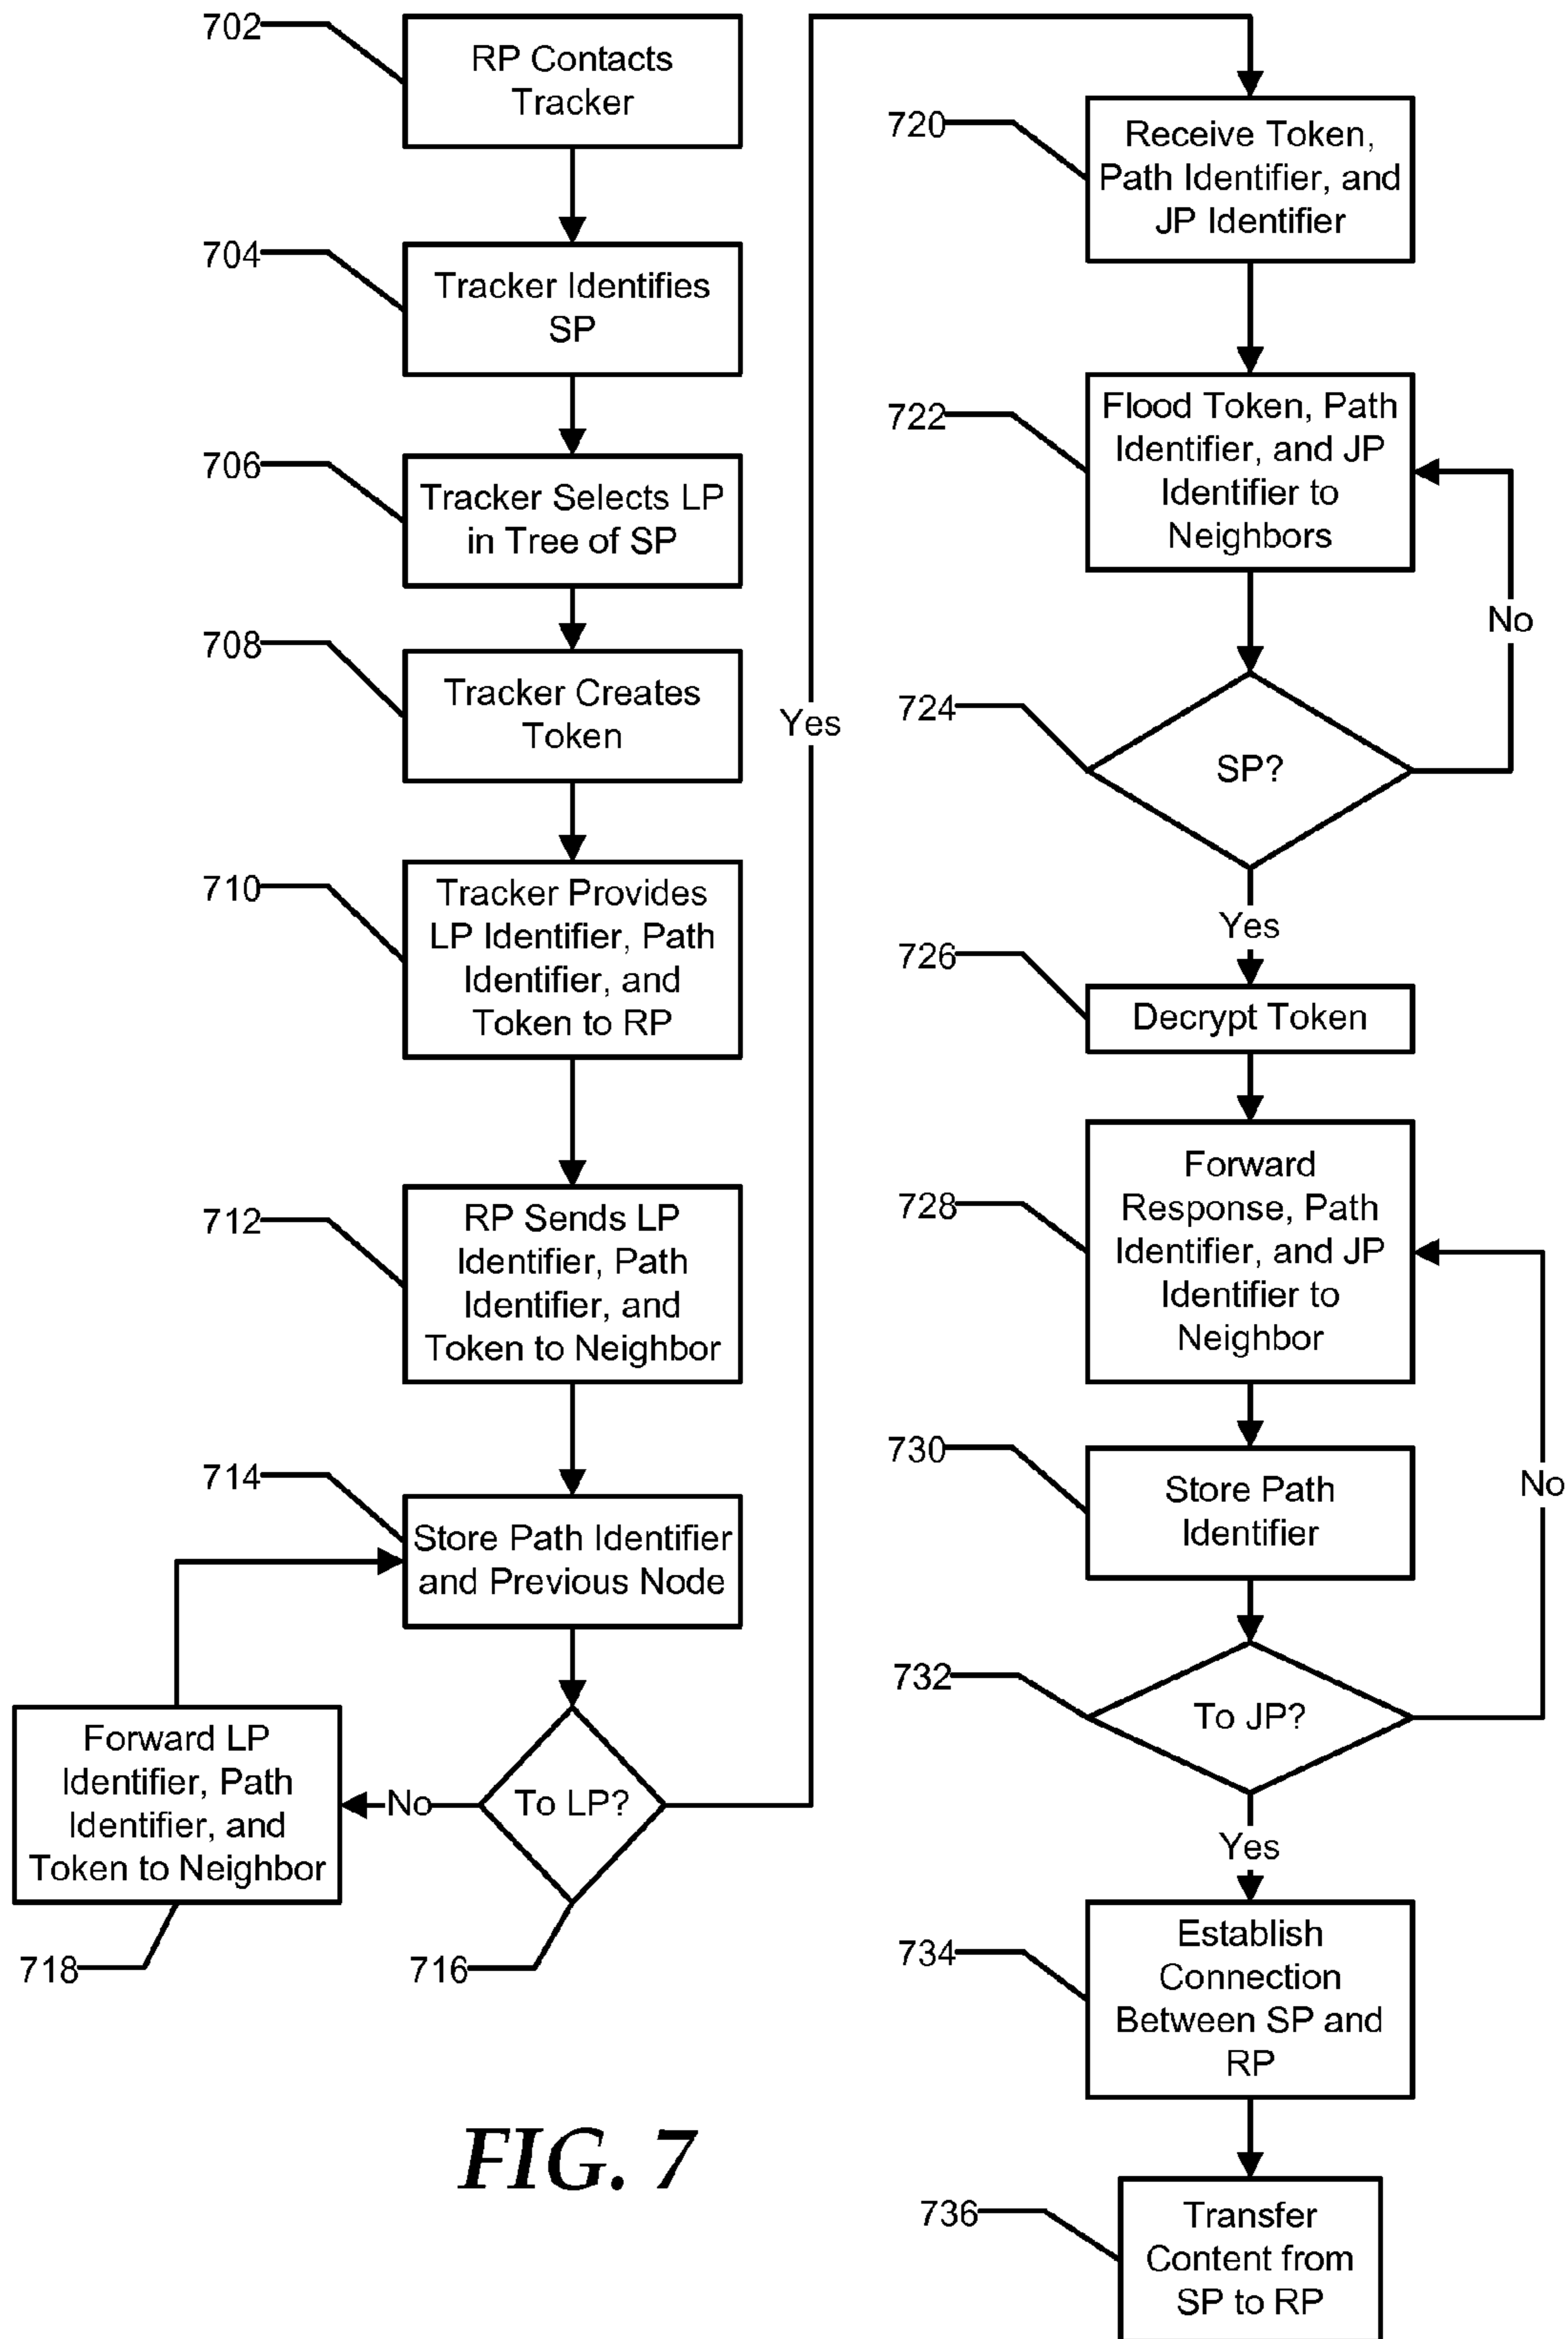 702
RP Contacts
Tracker
704
Tracker Identifies
SP
706
Tracker Selects LP
in Tree of SP
708
Tracker Creates
Token
710
Tracker Provides
LP Identifier, Path
Identifier, and
Token to RP
712
RP Sends LP
Identifier, Path
Identifier, and
Token to Neighbor
714
Store Path Identifier
and Previous Node
To LP?
No
716
Forward LP
Identifier, Path
Identifier, and
Token to Neighbor
718
Yes
720
Receive Token,
Path Identifier, and
JP Identifier
722
Flood Token, Path
Identifier, and JP
Identifier to
Neighbors
No
724
SP?
Yes
726
Decrypt Token
728
Forward
Response, Path
Identifier, and JP
Identifier to
Neighbor
730
Store Path
Identifier
No
732
To JP?
Yes
734
Establish
Connection
Between SP and
RP
736
Transfer
Content from
SP to RP
FIG. 7